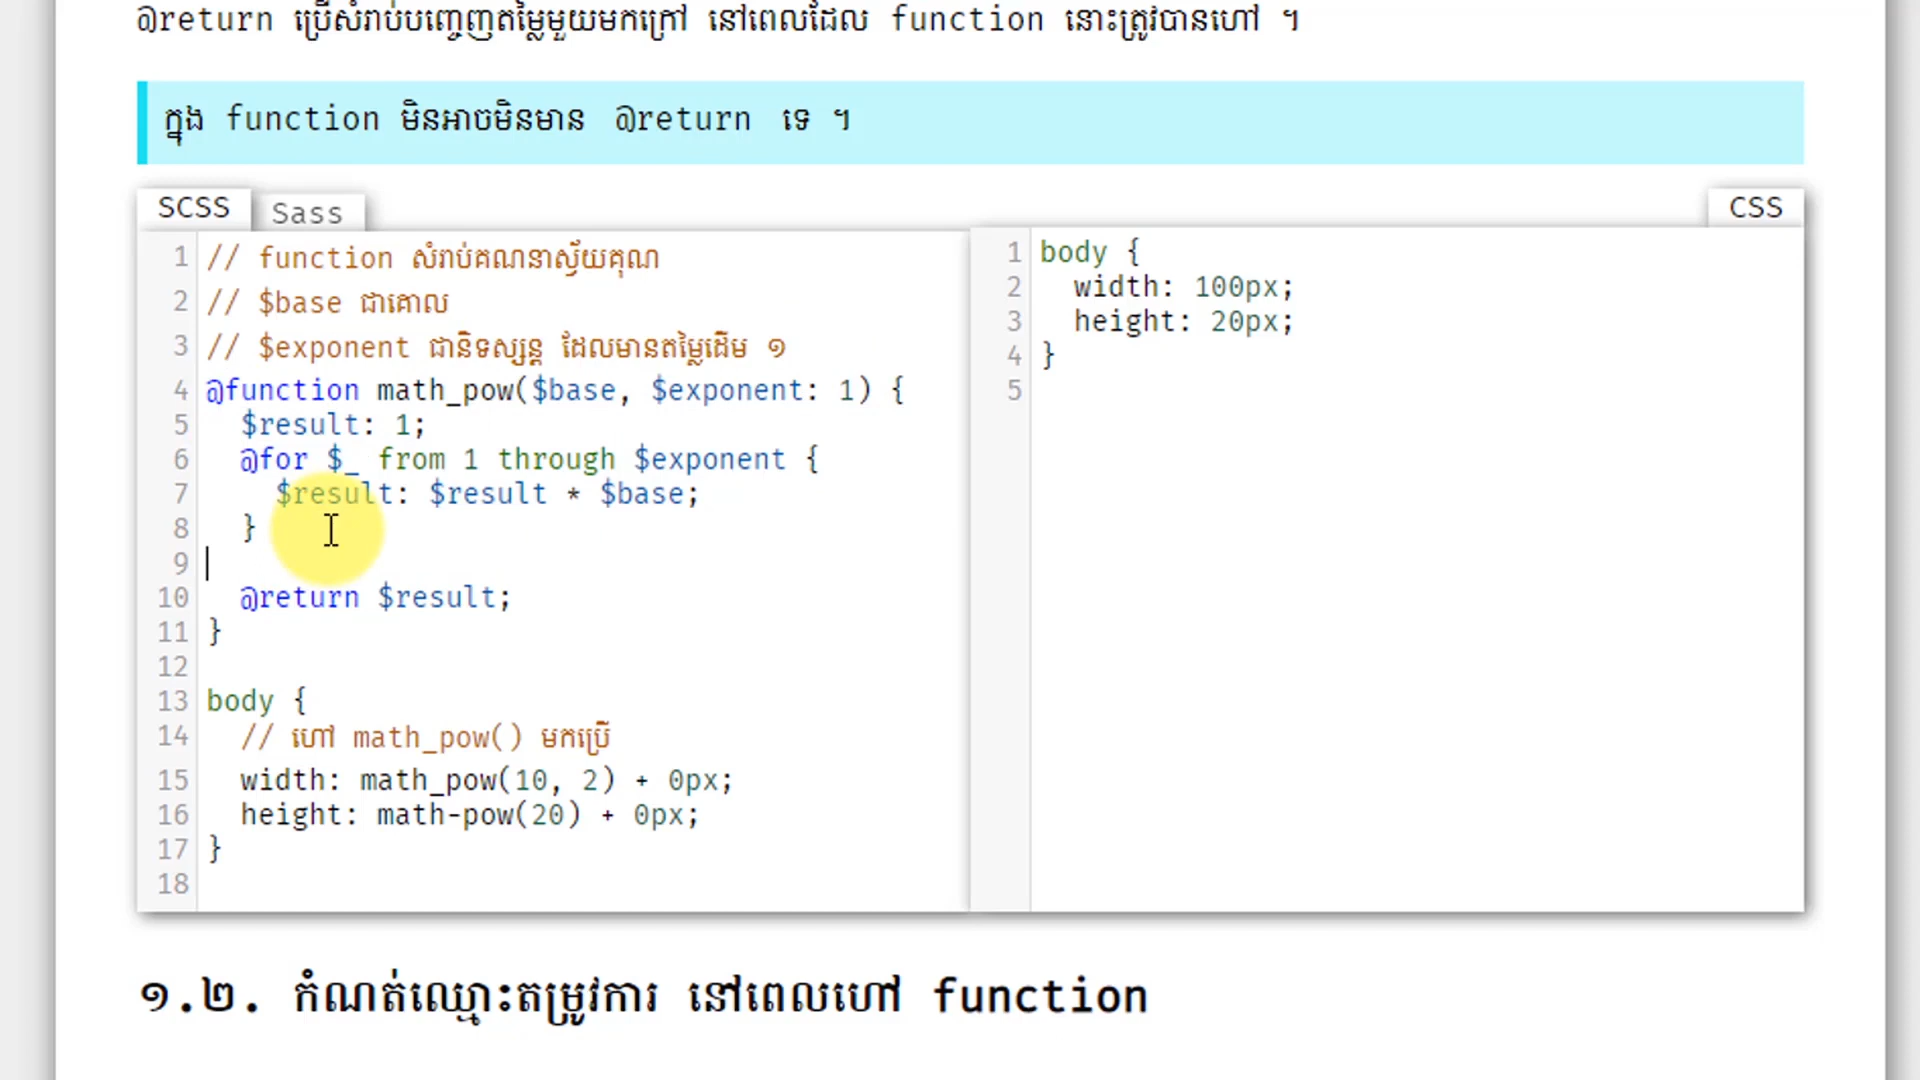 @return ប្រើសំរាប់បញ្ចេញតម្លៃមួយមកក្រៅ នៅពេលដែល function នោះត្រូវបានហៅ ។
ក្នុង function មិនអាចមិនមាន @return ទេ ។
SCSS
Sass
CSS
1 // function សំរាប់គណនាស្វ័យគុណ
2 // $base ជាគោល
3 // $exponent ជានិទស្សន្ត ដែលមានតម្លៃដើម ១
4 @function math_pow($base, $exponent: 1) {
5 $result: 1;
6 @for $_ from 1 through $exponent {
7 $result: $result * $base;
8 }
9
10 @return $result;
11 }
12
13 body {
14 // ហៅ math_pow() មកប្រើ
15 width: math_pow(10, 2) + 0px;
16 height: math-pow(20) + 0px;
17 }
18
1 body {
2 width: 100px;
3 height: 20px;
4 }
5
១.២. កំណត់ឈ្មោះតម្រូវការ នៅពេលហៅ function